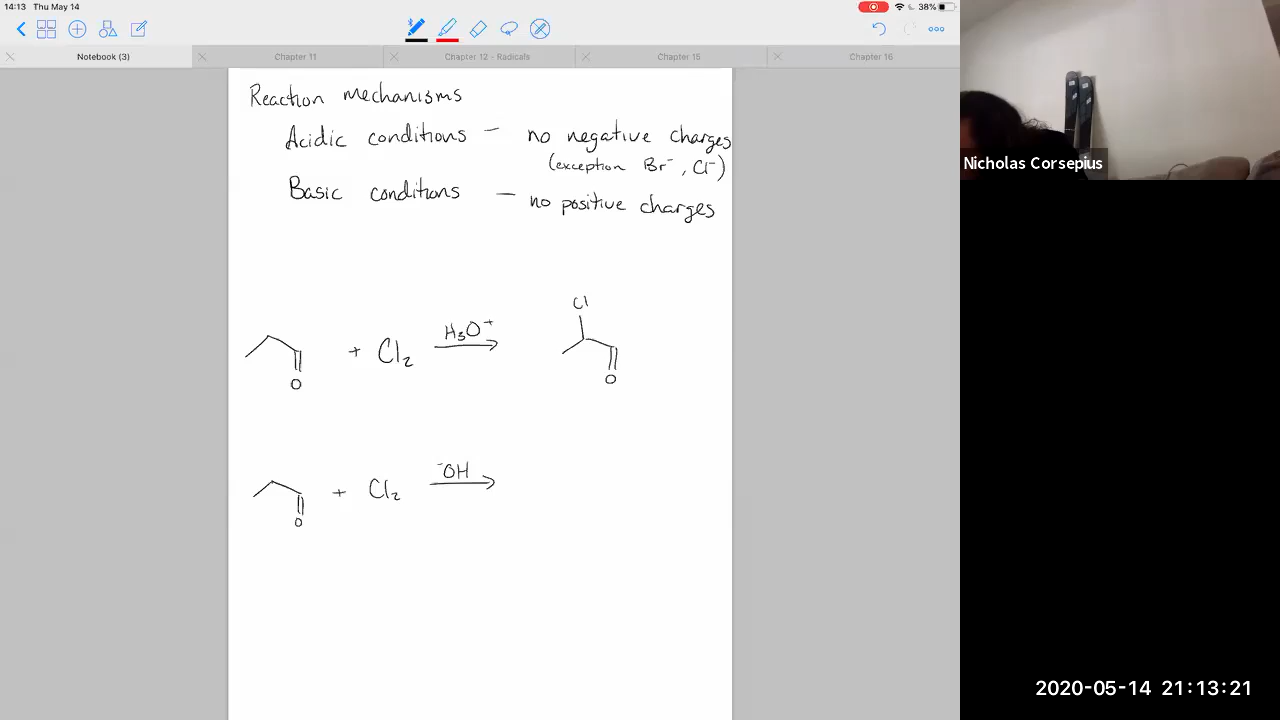 14:13 Thu May 14
38%
Notebook (3)
Chapter 11
Chapter 12 - Radicals
Chapter 15
Chapter 16
Reaction mechanisms
Acidic conditions — no negative charges
(exception Br⁻, Cl⁻)
Basic conditions — no positive charges
Cl
O
+ Cl₂
H₃O⁺
O
O
+ Cl₂
⁻OH
Nicholas Corsepius
2020-05-14 21:13:21